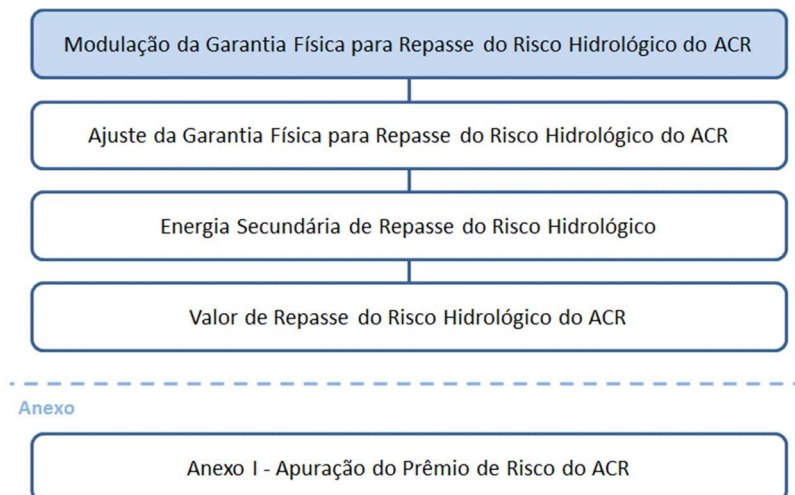 Modulação da Garantia Física para Repasse do Risco Hidrológico do ACR
Ajuste da Garantia Física para Repasse do Risco Hidrológico do ACR
Energia Secundária de Repasse do Risco Hidrológico
Valor de Repasse do Risco Hidrológico do ACR
Anexo
Anexo I - Apuração do Prêmio de Risco do ACR